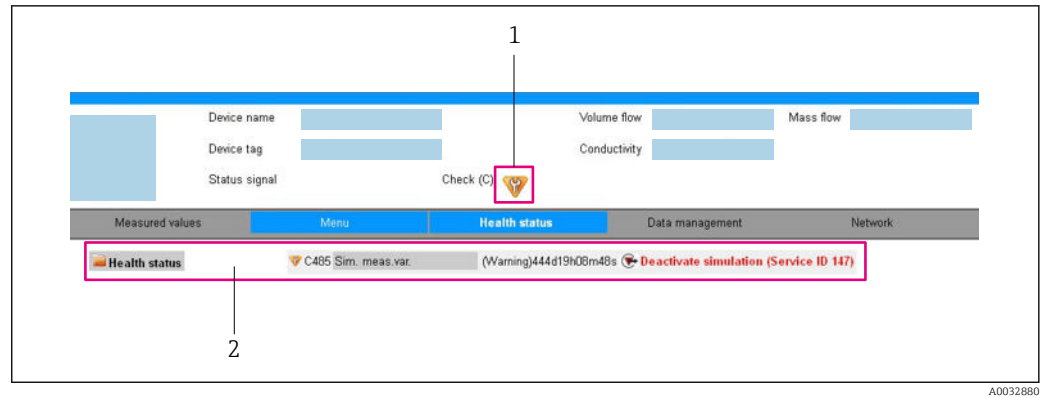 1
Device name Volume flow Mass flow
Device tag Conductivity
Status signal Check (C)
Measured values Menu Health status Data management Network
Health status C485 Sim. meas.var. (Warning)444d19h08m48s Deactivate simulation (Service ID 147)
2
A0032880